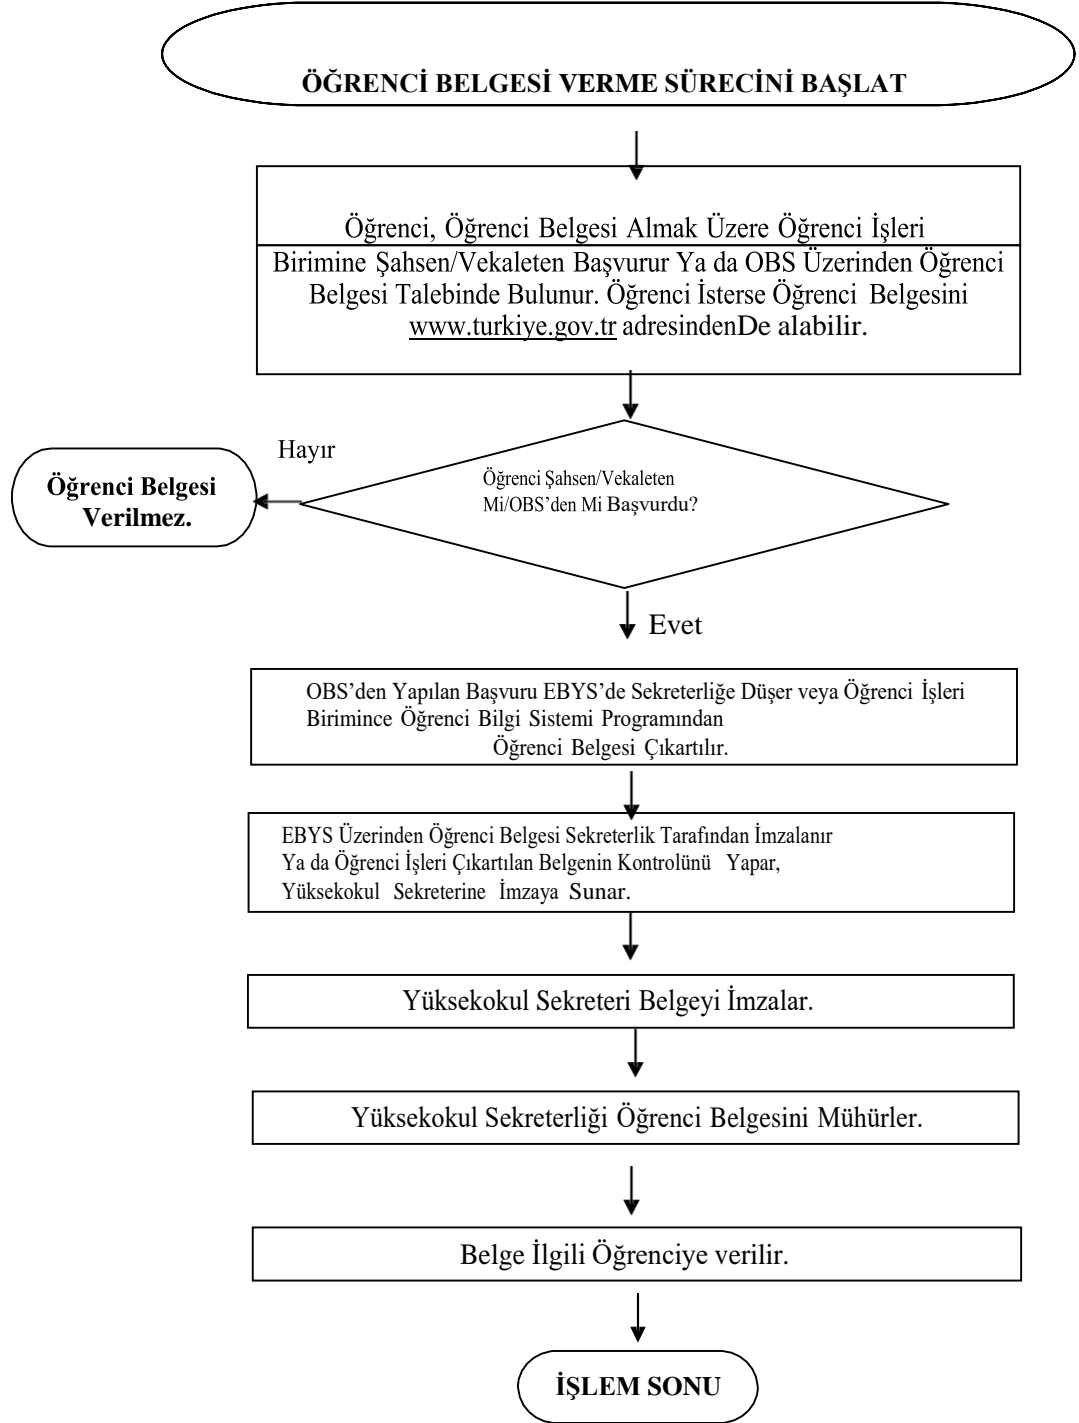 ÖĞRENCİ BELGESİ VERME SÜRECİNİ BAŞLAT
Öğrenci, Öğrenci Belgesi Almak Üzere Öğrenci İşleri
Birimine Şahsen/Vekaleten Başvurur Ya da OBS Üzerinden Öğrenci
Belgesi Talebinde Bulunur. Öğrenci İsterse Öğrenci Belgesini
www.turkiye.gov.tr adresindenDe alabilir.
Hayır
Öğrenci Belgesi
Verilmez.
Öğrenci Şahsen/Vekaleten
Mi/OBS’den Mi Başvurdu?
Evet
OBS’den Yapılan Başvuru EBYS’de Sekreterliğe Düşer veya Öğrenci İşleri
Birimince Öğrenci Bilgi Sistemi Programından
Öğrenci Belgesi Çıkartılır.
EBYS Üzerinden Öğrenci Belgesi Sekreterlik Tarafından İmzalanır
Ya da Öğrenci İşleri Çıkartılan Belgenin Kontrolünü Yapar,
Yüksekokul Sekreterine İmzaya Sunar.
Yüksekokul Sekreteri Belgeyi İmzalar.
Yüksekokul Sekreterliği Öğrenci Belgesini Mühürler.
Belge İlgili Öğrenciye verilir.
İŞLEM SONU